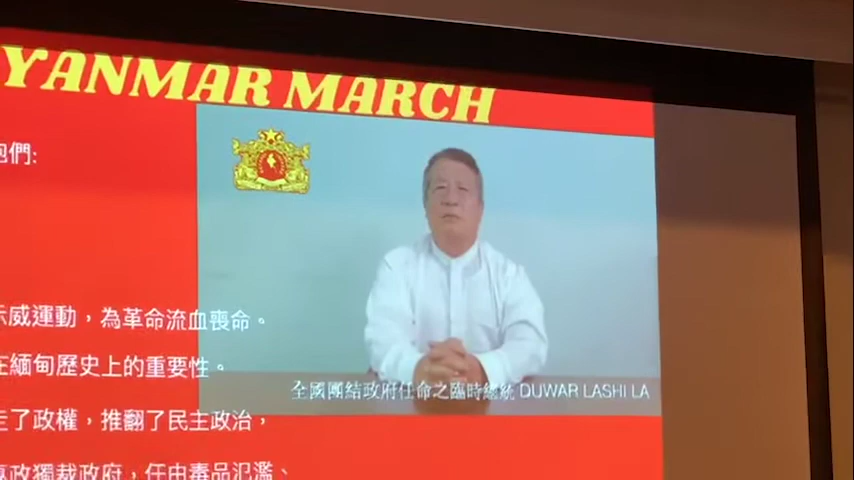 YANMAR MARCH
胞們:
示威運動，為革命流血喪命。
在緬甸歷史上的重要性。
全國團結政府任命之臨時總統 DUWAR LASHI LA
走了政權，推翻了民主政治，
專政獨裁政府，任由毒品氾濫、